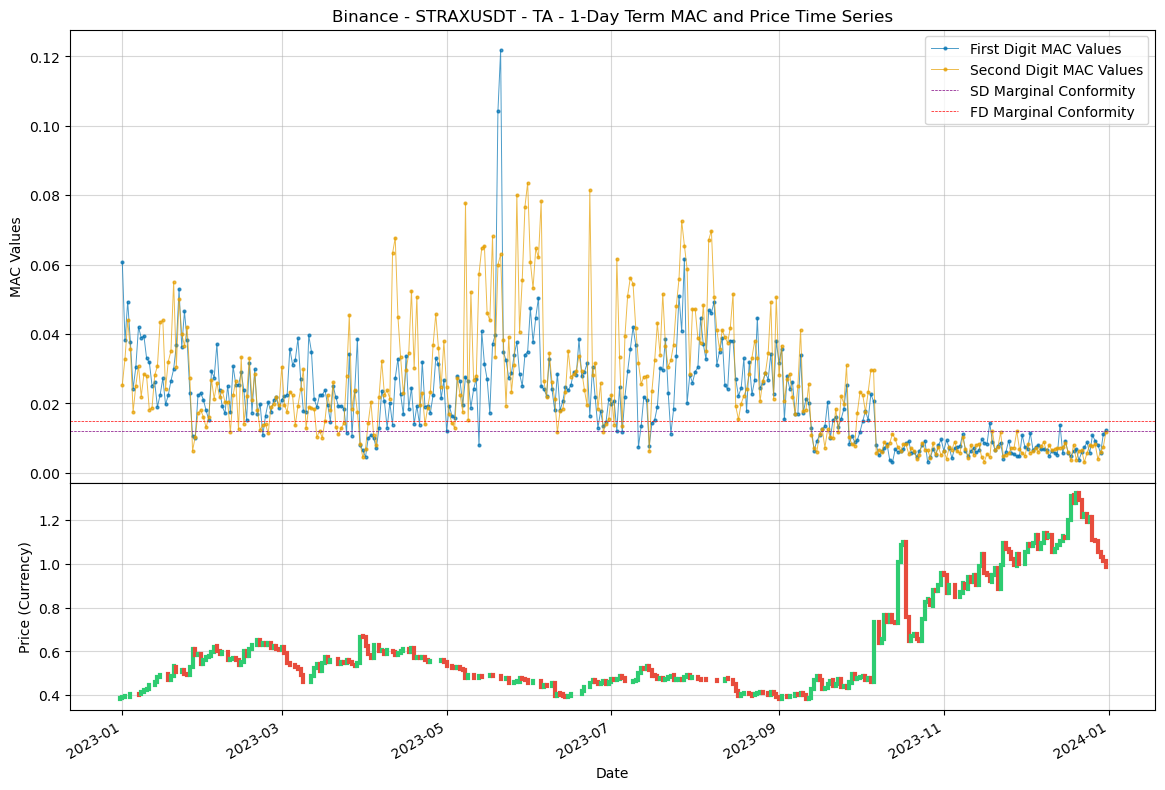 Binance - STRAXUSDT - TA - 1-Day Term MAC and Price Time Series
First Digit MAC Values
Second Digit MAC Values
SD Marginal Conformity
FD Marginal Conformity
MAC Values
0.12
0.10
0.08
0.06
0.04
0.02
0.00
Price (Currency)
1.2
1.0
0.8
0.6
0.4
2023-01
2023-03
2023-05
2023-07
2023-09
2023-11
2024-01
Date